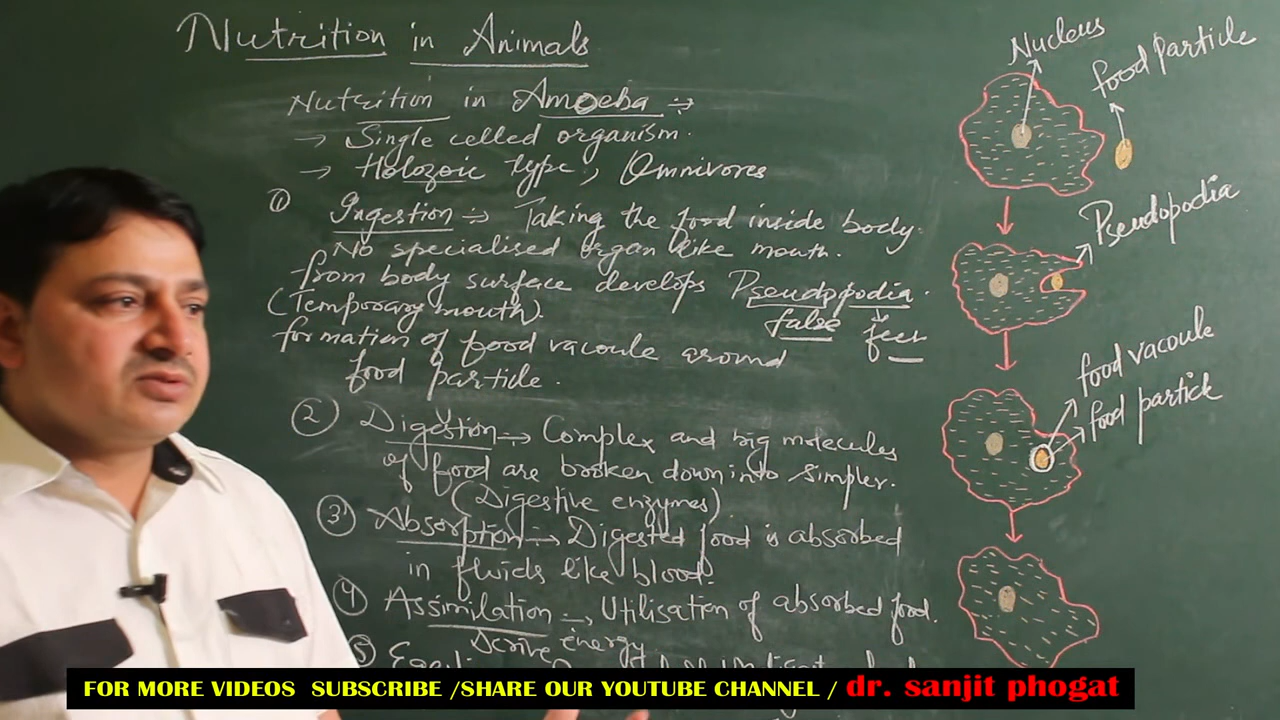 Nutrition in Animals
Nutrition in Amoeba :-
→ Single celled organism.
→ Holozoic type, Omnivores
① Ingestion :- Taking the food inside body.
No specialised organ like mouth.
from body surface develops Pseudopodia.
(Temporary mouth).
false feet
formation of food vacoule around
food particle.
② Digestion → Complex and big molecules
of food are broken down into simpler.
(Digestive enzymes)
③ Absorption → Digested food is absorbed
in fluids like blood.
④ Assimilation → Utilisation of absorbed food.
Derive energy
⑤
Nucleus
food particle
Pseudopodia
food vacoule
food particle
FOR MORE VIDEOS SUBSCRIBE /SHARE OUR YOUTUBE CHANNEL / dr. sanjit phogat